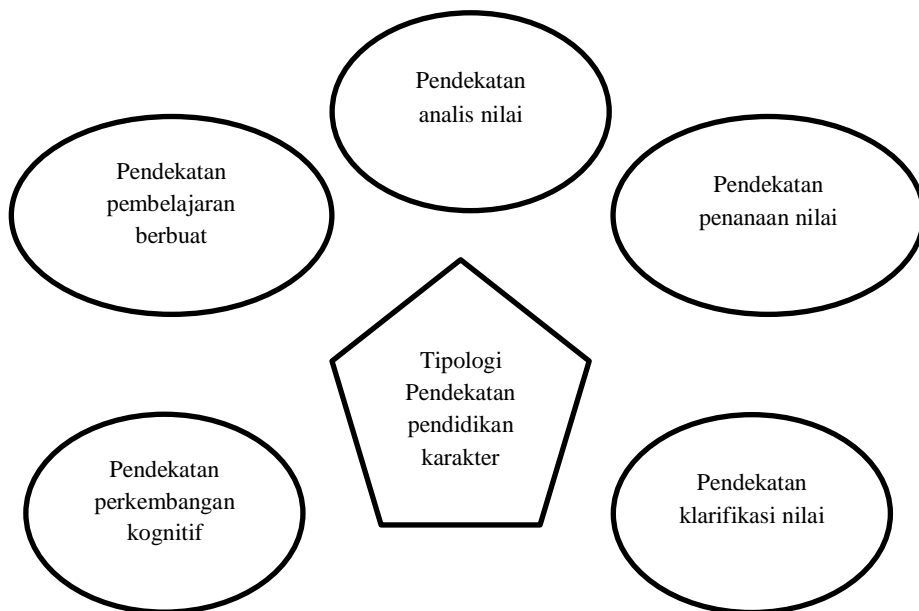 Pendekatan
analis nilai
Pendekatan
pembelajaran
berbuat
Pendekatan
penanaan nilai
Tipologi
Pendekatan
pendidikan
karakter
Pendekatan
perkembangan
kognitif
Pendekatan
klarifikasi nilai